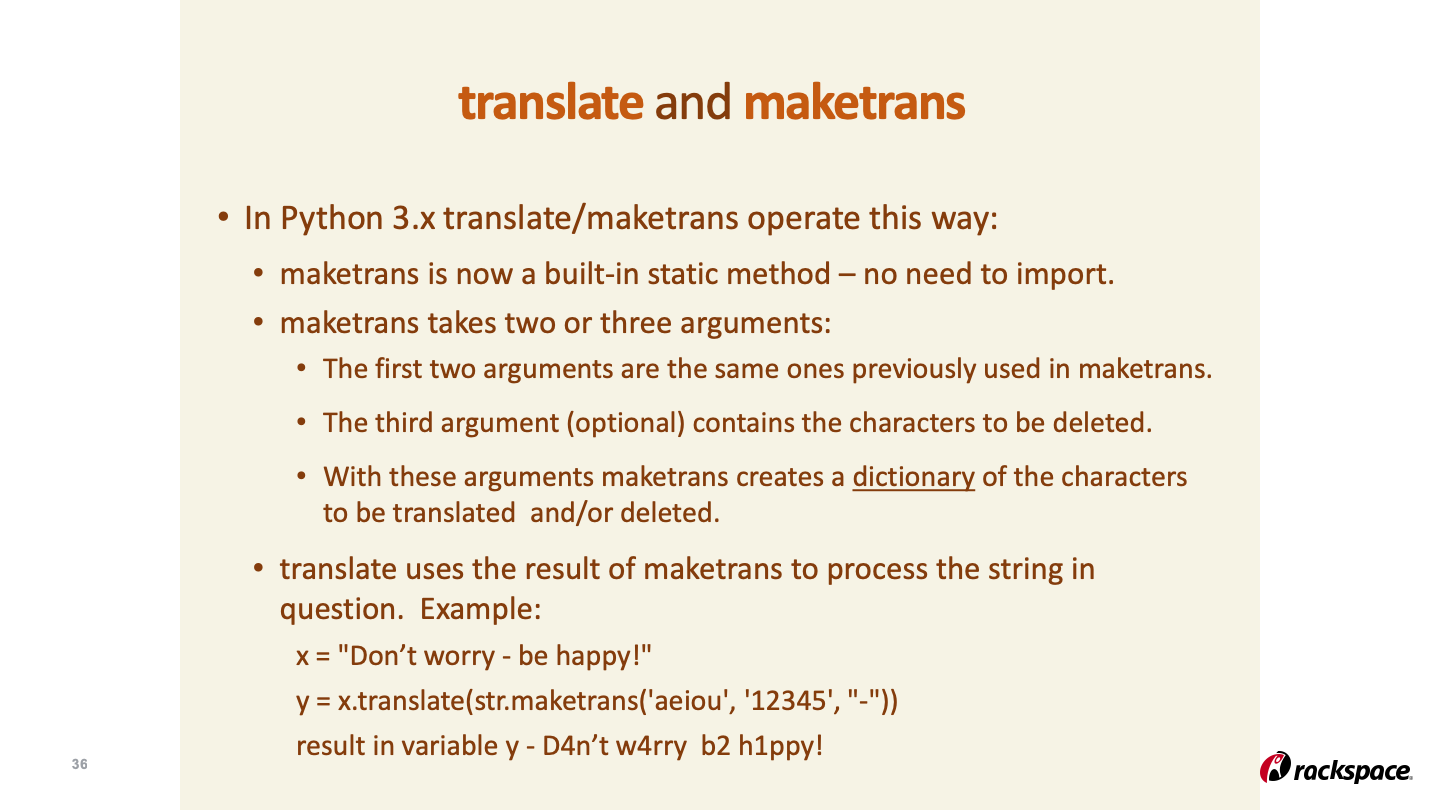 translate and maketrans
• In Python 3.x translate/maketrans operate this way:
• maketrans is now a built-in static method – no need to import.
• maketrans takes two or three arguments:
• The first two arguments are the same ones previously used in maketrans.
• The third argument (optional) contains the characters to be deleted.
• With these arguments maketrans creates a dictionary of the characters
to be translated  and/or deleted.
• translate uses the result of maketrans to process the string in
question.  Example:
x = "Don’t worry - be happy!"
y = x.translate(str.maketrans('aeiou', '12345', "-"))
result in variable y - D4n’t w4rry  b2 h1ppy!
36
rackspace.